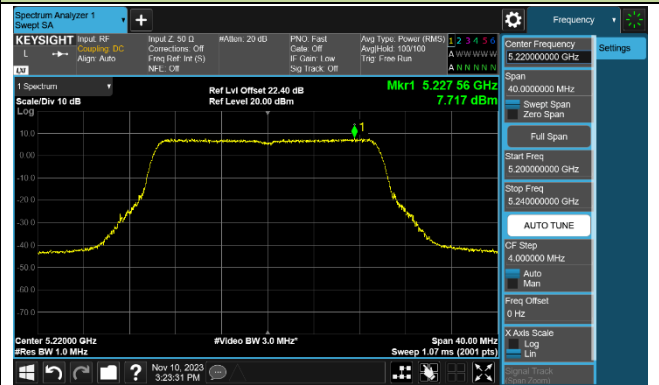 Spectrum Analyzer 1
Swept SA
+
Frequency
KEYSIGHT
L
LXI
Input: RF
Coupling: DC
Align: Auto
Input Z: 50 Ω
Corrections: Off
Freq Ref: Int (S)
NFE: Off
#Atten: 20 dB
PNO: Fast
Gate: Off
IF Gain: Low
Sig Track: Off
Avg Type: Power (RMS)
Avg|Hold: 100/100
Trig: Free Run
1 2 3 4 5 6
A W W W W W
A N N N N N
1 Spectrum
Scale/Div 10 dB
Log
Ref Lvl Offset 22.40 dB
Ref Level 20.00 dBm
Mkr1 5.227 56 GHz
7.717 dBm
1
10.0
0.00
-10.0
-20.0
-30.0
-40.0
-50.0
-60.0
-70.0
Center 5.22000 GHz
#Res BW 1.0 MHz
#Video BW 3.0 MHz*
Span 40.00 MHz
Sweep 1.07 ms (2001 pts)
?
Nov 10, 2023
3:23:31 PM
Center Frequency
5.220000000 GHz
Settings
Span
40.0000000 MHz
Swept Span
Zero Span
Full Span
Start Freq
5.200000000 GHz
Stop Freq
5.240000000 GHz
AUTO TUNE
CF Step
4.000000 MHz
Auto
Man
Freq Offset
0 Hz
X Axis Scale
Log
Lin
Signal Track
(Span Zoom)